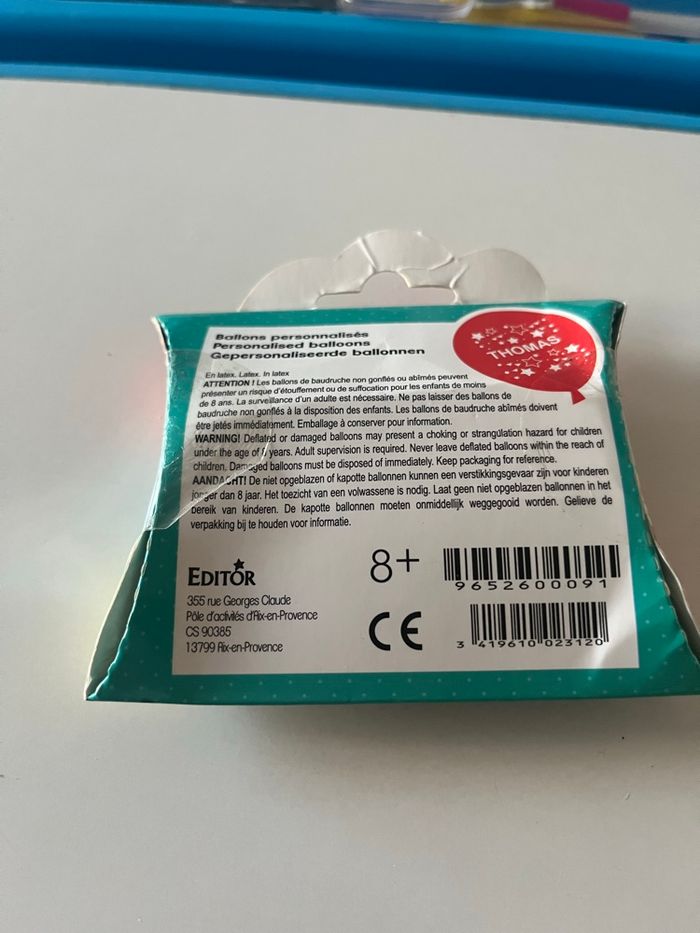 Ballons personnalisés
Personalised balloons
Gepersonaliseerde ballonnen
THOMAS
En latex. Latex. In latex
ATTENTION ! Les ballons de baudruche non gonflés ou abîmés peuvent
présenter un risque d'étouffement ou de suffocation pour les enfants de moins
de 8 ans. La surveillance d'un adulte est nécessaire. Ne pas laisser des ballons de
baudruche non gonflés à la disposition des enfants. Les ballons de baudruche abîmés doivent
être jetés immédiatement. Emballage à conserver pour information.
WARNING! Deflated or damaged balloons may present a choking or strangulation hazard for children
under the age of years. Adult supervision is required. Never leave deflated balloons within the reach of
children. Damaged balloons must be disposed of immediately. Keep packaging for reference.
AANDACHT! De niet opgeblazen of kapotte ballonnen kunnen een verstikkingsgevaar zijn voor kinderen
jonger dan 8 jaar. Het toezicht van een volwassene is nodig. Laat geen niet opgeblazen ballonnen in het
bereik van kinderen. De kapotte ballonnen moeten onmiddellijk weggegooid worden. Gelieve de
verpakking bij te houden voor informatie.
EDITOR
355 rue Georges Claude
Pôle d'activités d'Aix-en-Provence
CS 90385
13799 Aix-en-Provence
8+
CE
9652600091
3 419610 023120